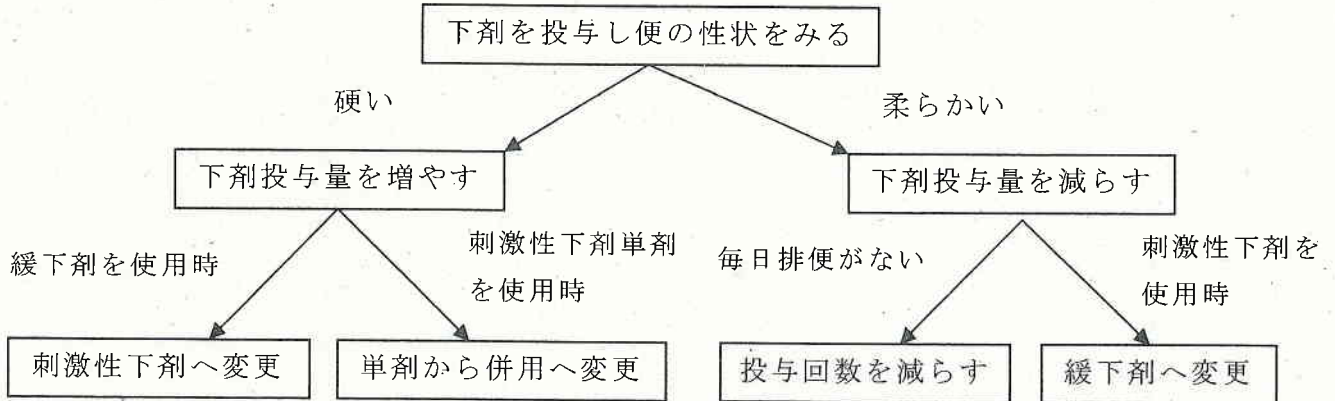 下剤を投与し便の性状をみる
硬い
柔らかい
下剤投与量を増やす
下剤投与量を減らす
緩下剤を使用時
刺激性下剤単剤
を使用時
毎日排便がない
刺激性下剤を
使用時
刺激性下剤へ変更
単剤から併用へ変更
投与回数を減らす
緩下剤へ変更